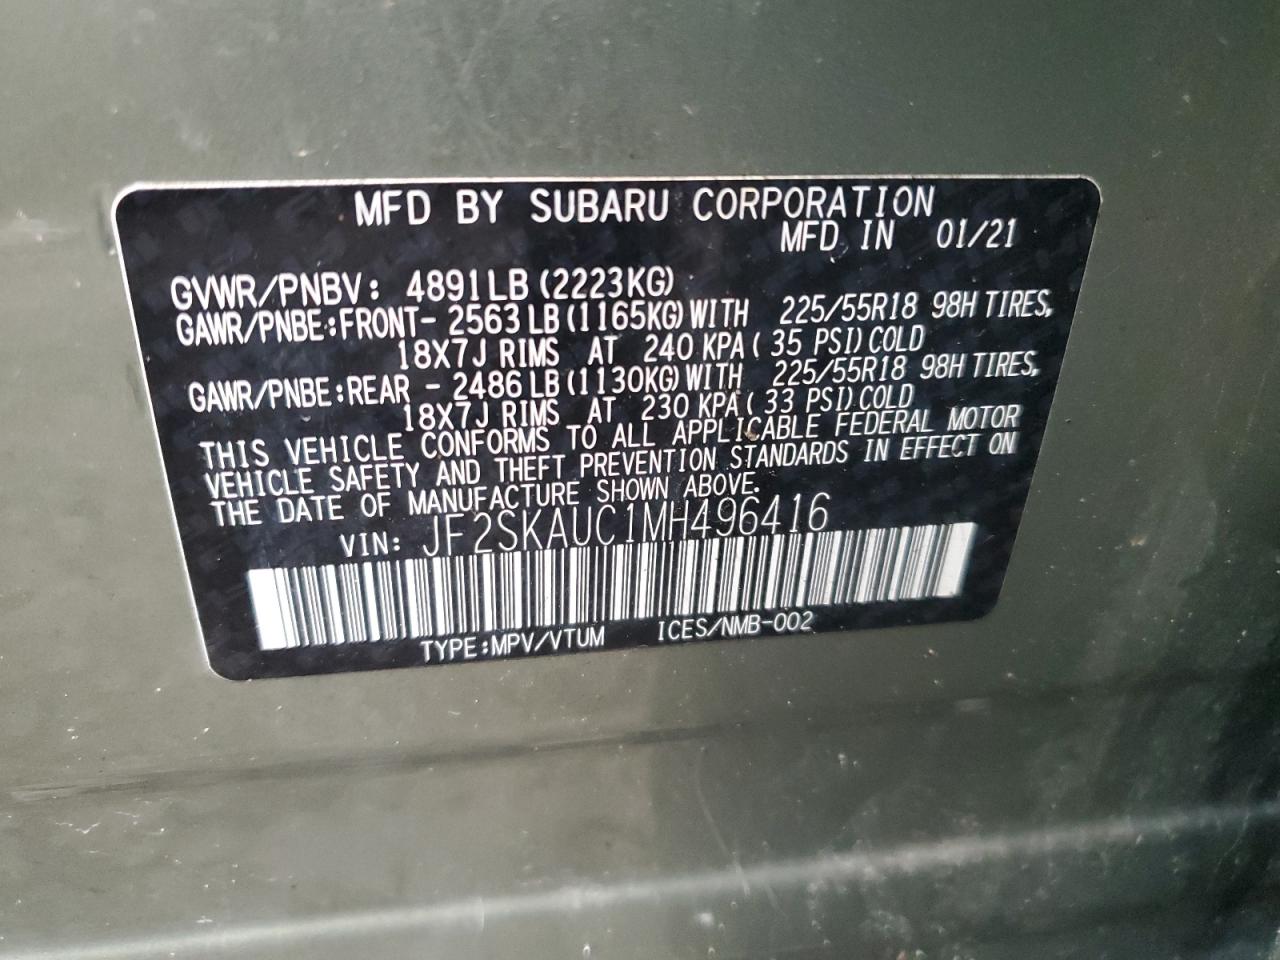 MFD BY SUBARU CORPORATION
MFD IN 01/21
GVWR/PNBV: 4891LB (2223KG)
GAWR/PNBE:FRONT- 2563LB(1165KG)WITH 225/55R18 98H TIRES,
18X7J RIMS AT 240 KPA( 35 PSI)COLD
GAWR/PNBE:REAR - 2486LB(1130KG)WITH 225/55R18 98H TIRES,
18X7J RIMS AT 230 KPA( 33 PSI)COLD
THIS VEHICLE CONFORMS TO ALL APPLICABLE FEDERAL MOTOR
VEHICLE SAFETY AND THEFT PREVENTION STANDARDS IN EFFECT ON
THE DATE OF MANUFACTURE SHOWN ABOVE.
VIN: JF2SKAUC1MH496416
TYPE:MPV/VTUM ICES/NMB-002